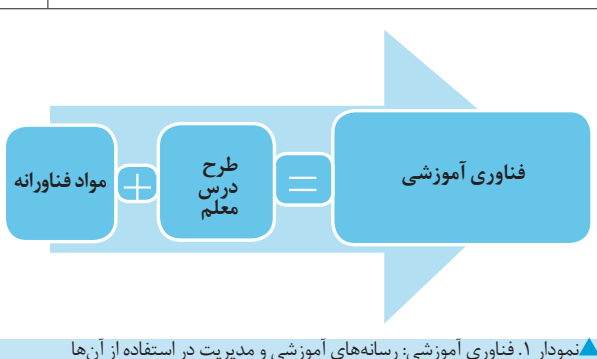 مواد فناورانه
+
طرح
درس
معلم
=
فناوری آموزشی
نمودار ۱. فناوری آموزشی: رسانه‌های آموزشی و مدیریت در استفاده از آن‌ها